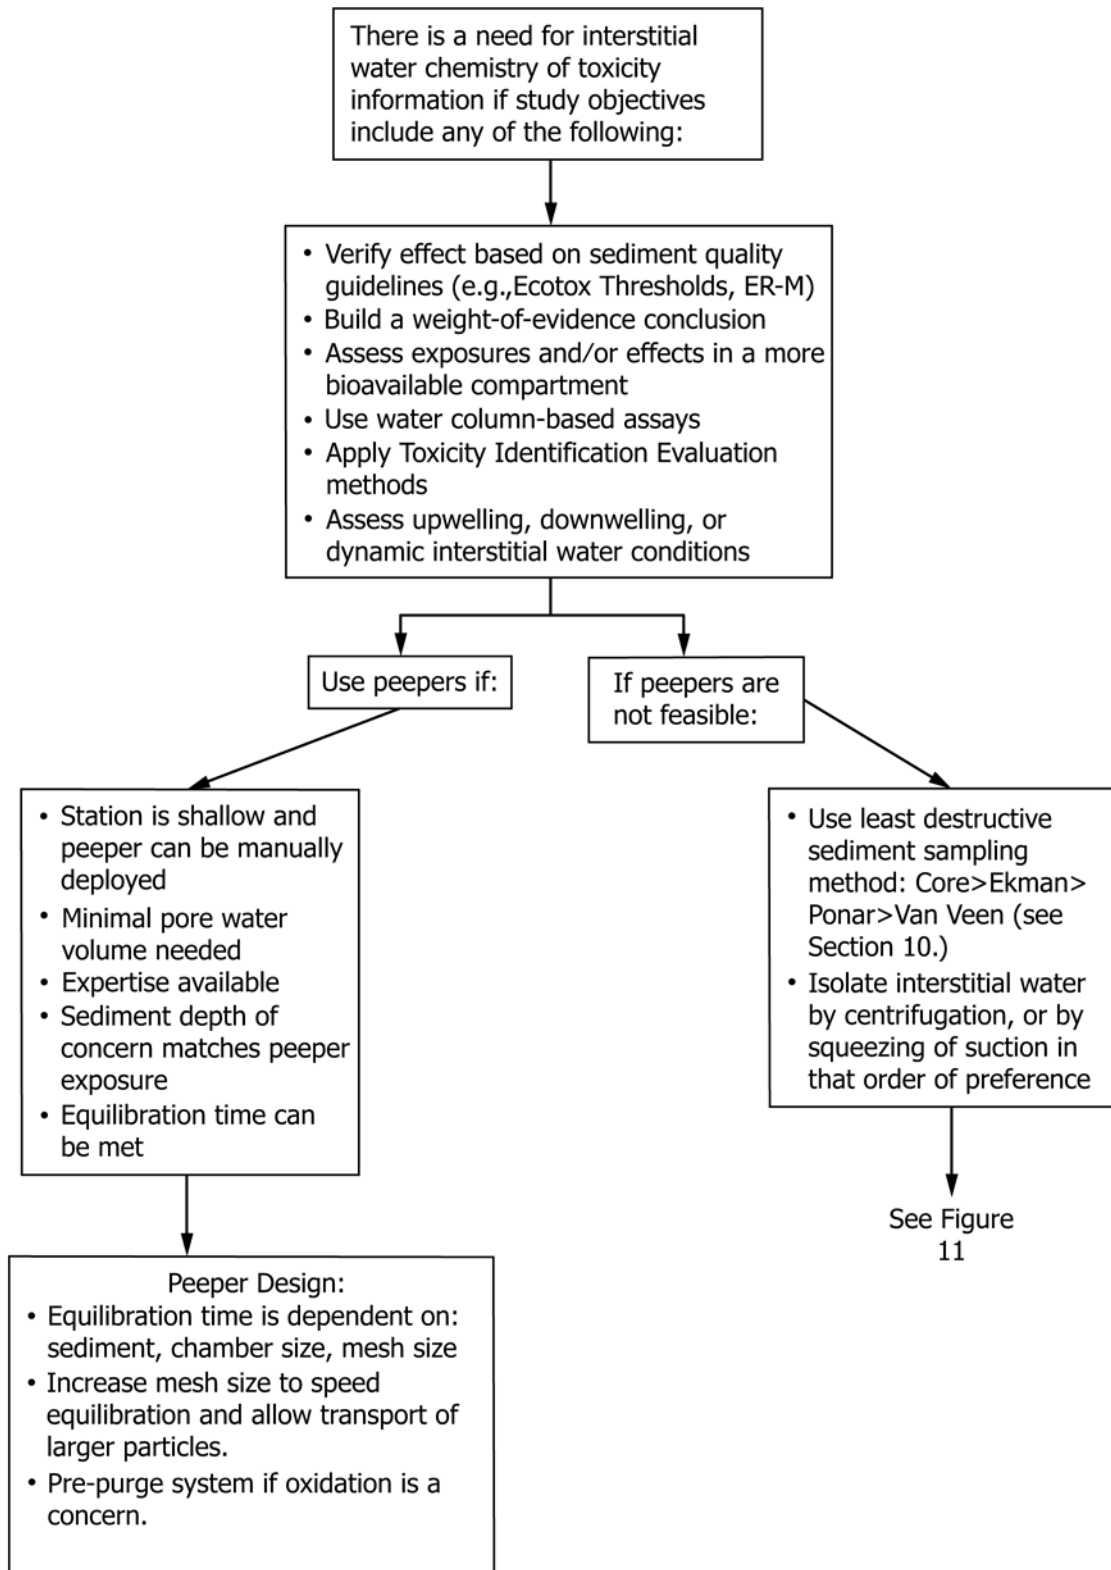 There is a need for interstitial
water chemistry of toxicity
information if study objectives
include any of the following:
• Verify effect based on sediment quality
guidelines (e.g.,Ecotox Thresholds, ER-M)
• Build a weight-of-evidence conclusion
• Assess exposures and/or effects in a more
bioavailable compartment
• Use water column-based assays
• Apply Toxicity Identification Evaluation
methods
• Assess upwelling, downwelling, or
dynamic interstitial water conditions
Use peepers if:
If peepers are
not feasible:
• Station is shallow and
peeper can be manually
deployed
• Minimal pore water
volume needed
• Expertise available
• Sediment depth of
concern matches peeper
exposure
• Equilibration time can
be met
• Use least destructive
sediment sampling
method: Core>Ekman>
Ponar>Van Veen (see
Section 10.)
• Isolate interstitial water
by centrifugation, or by
squeezing of suction in
that order of preference
See Figure
11
Peeper Design:
• Equilibration time is dependent on:
sediment, chamber size, mesh size
• Increase mesh size to speed
equilibration and allow transport of
larger particles.
• Pre-purge system if oxidation is a
concern.